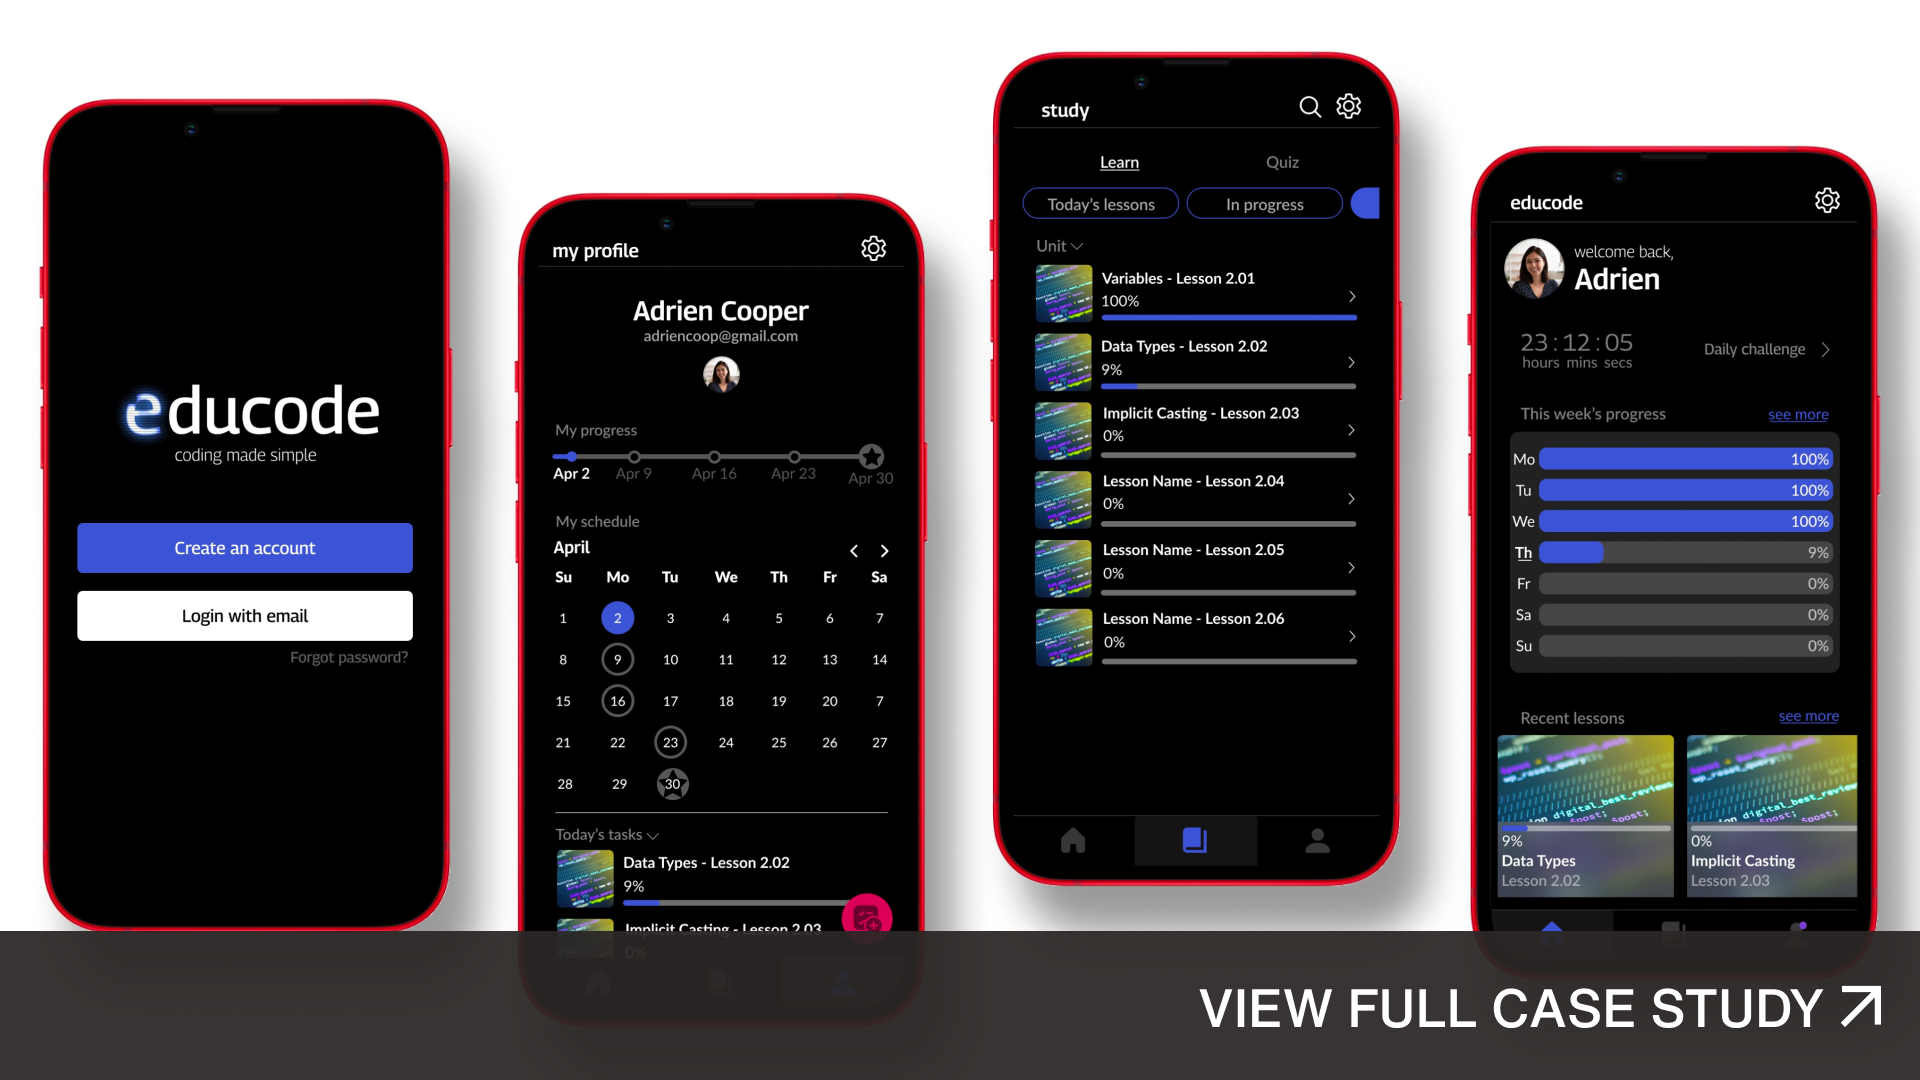 educode
coding made simple
Create an account
Login with email
Forgot password?
my profile
Adrien Cooper
adriencoop@gmail.com
My progress
Apr 2 Apr 9 Apr 16 Apr 23 Apr 30
My schedule
April
Su Mo Tu We Th Fr Sa
1 2 3 4 5 6 7
8 9 10 11 12 13 14
15 16 17 18 19 20 7
21 22 23 24 25 26 27
28 29 30
Today's tasks
Data Types - Lesson 2.02
9%
Implicit Casting - Lesson 2.03
0%
study
Learn Quiz
Today's lessons In progress
Unit
Variables - Lesson 2.01
100%
Data Types - Lesson 2.02
9%
Implicit Casting - Lesson 2.03
0%
Lesson Name - Lesson 2.04
0%
Lesson Name - Lesson 2.05
0%
Lesson Name - Lesson 2.06
0%
educode
welcome back,
Adrien
23 : 12 : 05
hours mins secs
Daily challenge
This week's progress see more
Mo 100%
Tu 100%
We 100%
Th 9%
Fr 0%
Sa 0%
Su 0%
Recent lessons see more
9%
Data Types
Lesson 2.02
0%
Implicit Casting
Lesson 2.03
VIEW FULL CASE STUDY